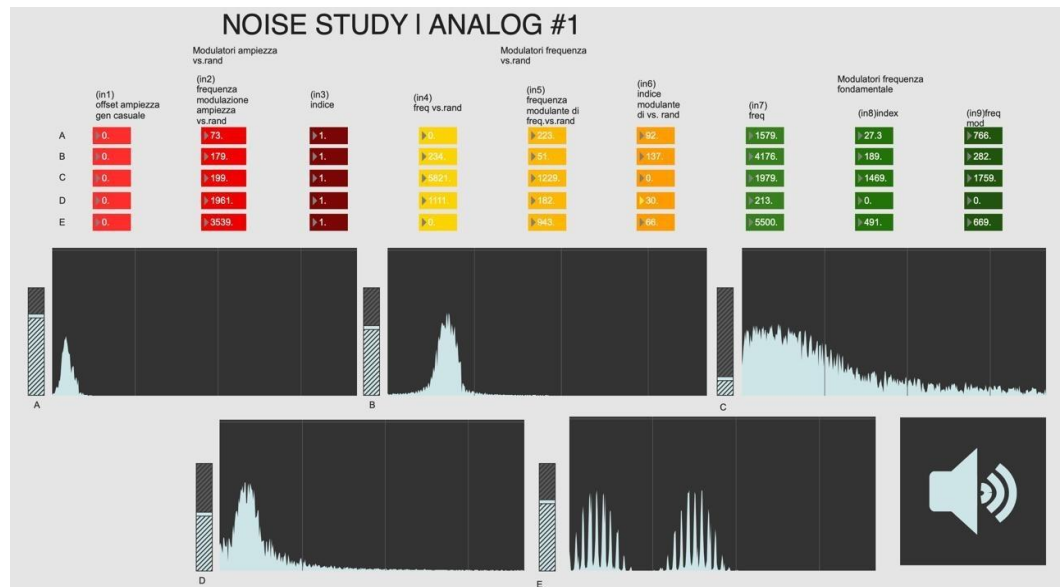 NOISE STUDY | ANALOG #1
Modulatori ampiezza
vs.rand
Modulatori frequenza
vs.rand
Modulatori frequenza
fondamentale
(in1)
offset ampiezza
gen casuale
(in2)
frequenza
modulazione
ampiezza
vs.rand
(in3)
indice
(in4)
freq vs.rand
(in5)
frequenza
modulante di
freq.vs.rand
(in6)
indice
modulante
di vs. rand
(in7)
freq
(in8)index
(in9)freq
mod
A 0. 73. 1. 0. 223. 92. 1579. 27.3 766.
B 0. 179. 1. 234. 51. 137. 4176. 189. 282.
C 0. 199. 1. 5821. 1229. 0. 1979. 1469. 1759.
D 0. 1961. 1. 1111. 182. 30. 213. 0. 0.
E 0. 3539. 1. 0. 943. 66. 5500. 491. 669.
A
B
C
D
E